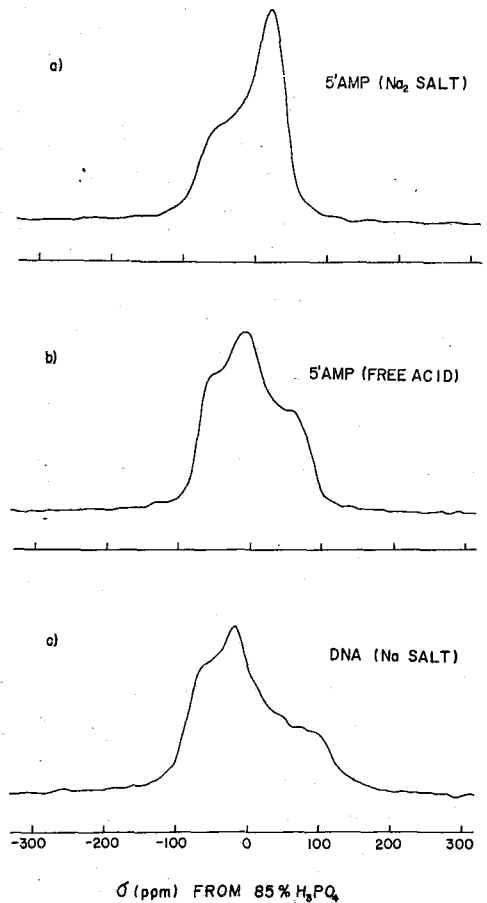 a)
5'AMP (Na₂ SALT)
b)
5'AMP (FREE ACID)
c)
DNA (Na SALT)
-300 -200 -100 0 100 200 300
σ (ppm) FROM 85% H₃PO₄